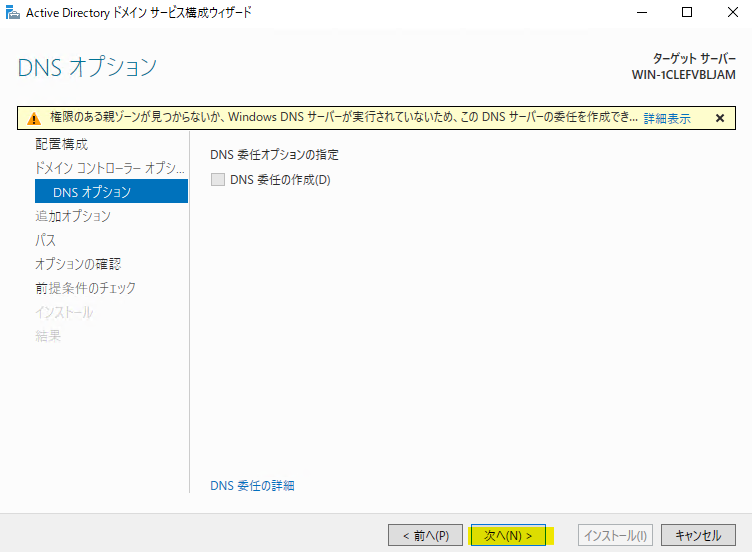 Active Directory ドメイン サービス構成ウィザード
DNS オプション
ターゲット サーバー
WIN-1CLEFVBLJAM
権限のある親ゾーンが見つからないか、Windows DNS サーバーが実行されていないため、この DNS サーバーの委任を作成でき... 詳細表示
配置構成
ドメイン コントローラー オプシ...
DNS オプション
追加オプション
パス
オプションの確認
前提条件のチェック
インストール
結果
DNS 委任オプションの指定
DNS 委任の作成(D)
DNS 委任の詳細
< 前へ(P)
次へ(N) >
インストール(I)
キャンセル